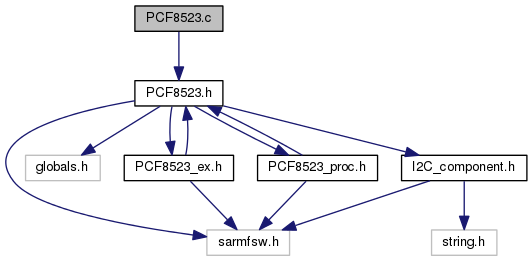 PCF8523.c
PCF8523.h
globals.h
PCF8523_ex.h
PCF8523_proc.h
I2C_component.h
sarmfsw.h
string.h